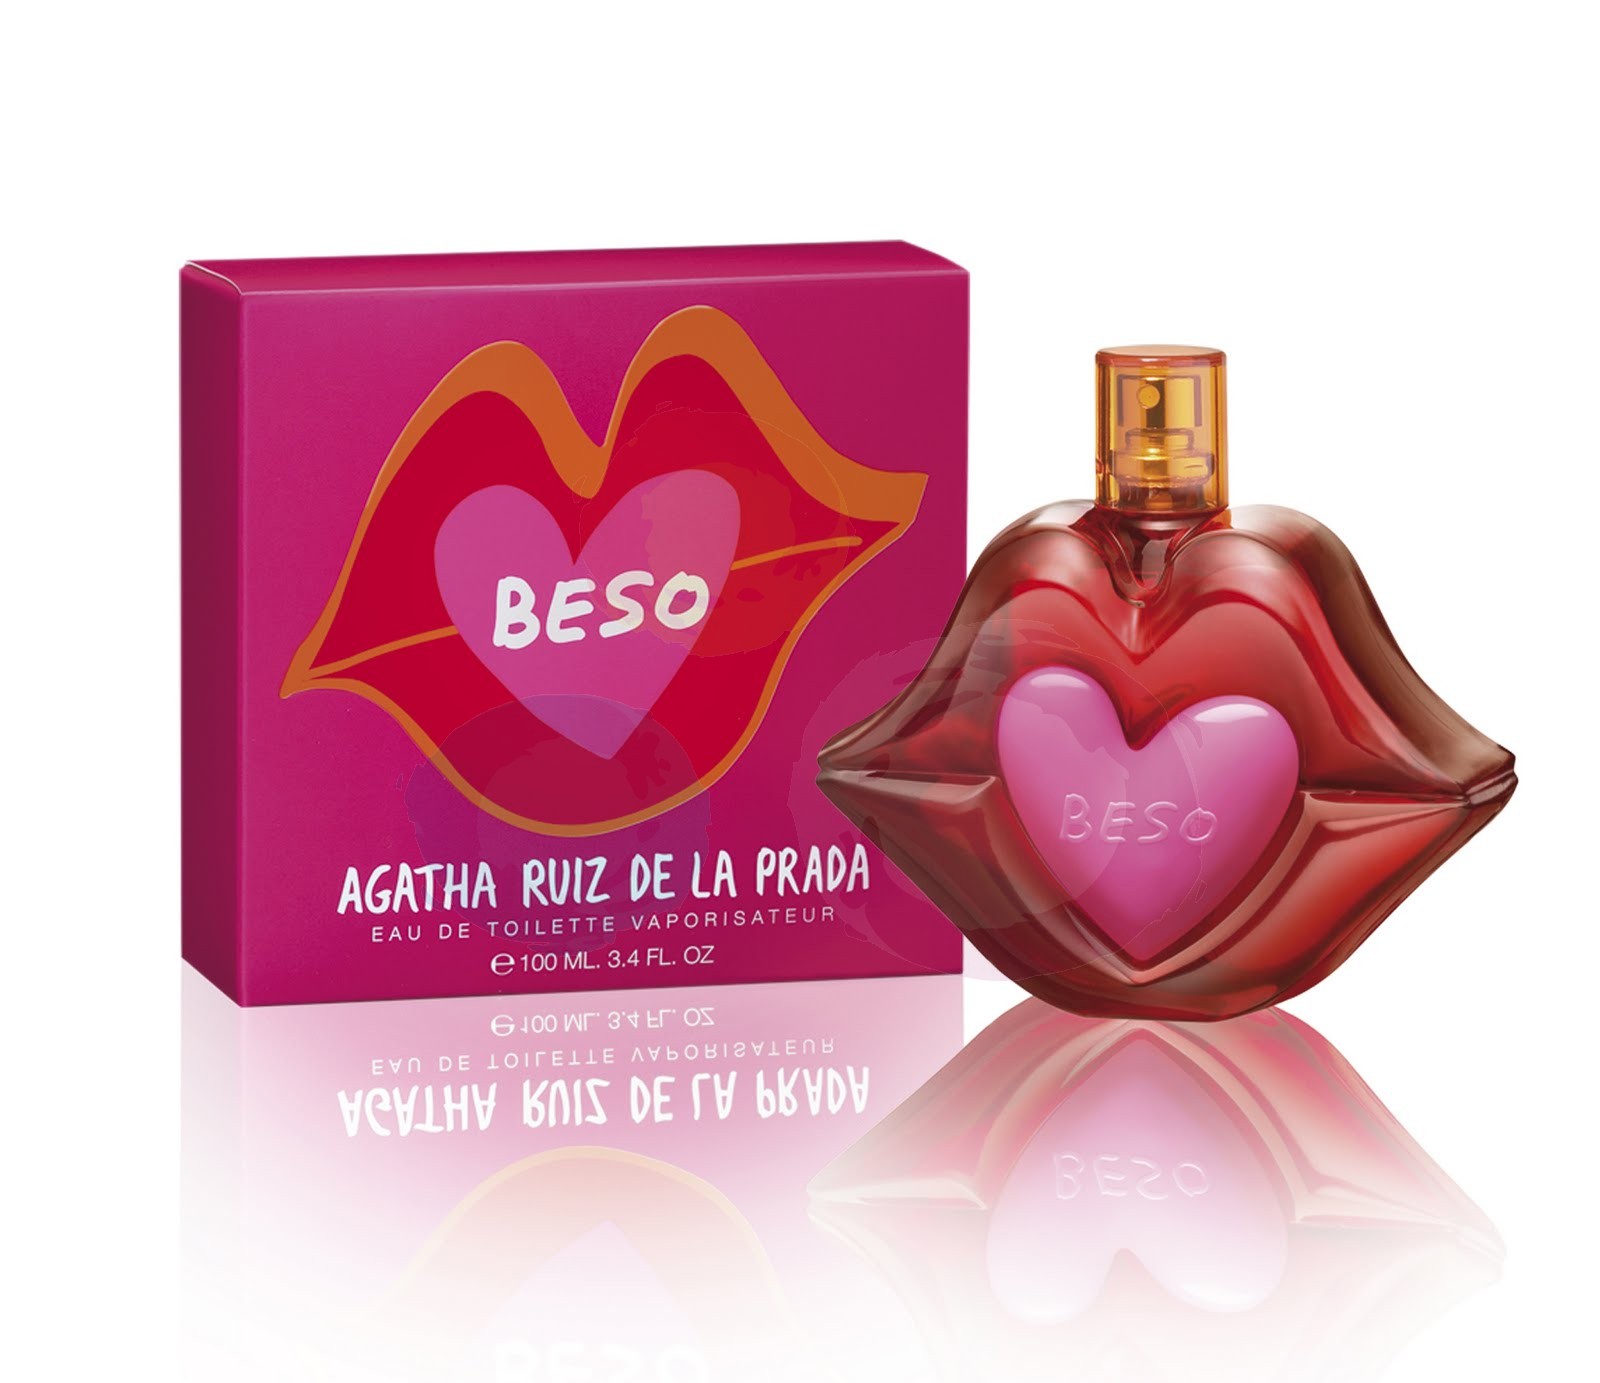 BESO
AGATHA RUIZ DE LA PRADA
EAU DE TOILETTE VAPORISATEUR
℮ 100 ML. 3.4 FL. OZ
BESO